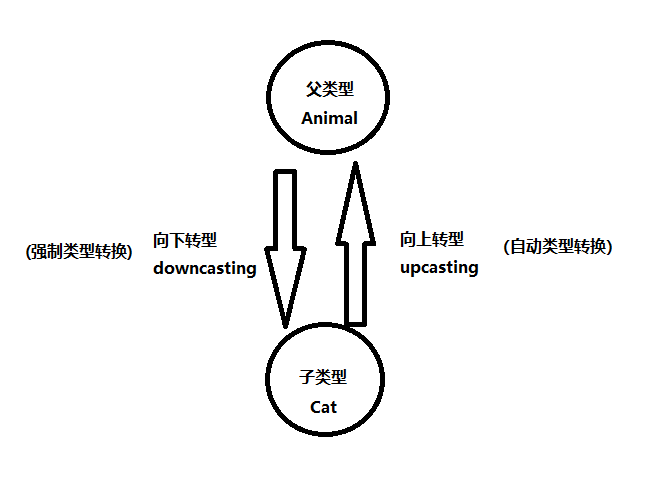 父类型
Animal
(强制类型转换)
向下转型
downcasting
向上转型
upcasting
(自动类型转换)
子类型
Cat